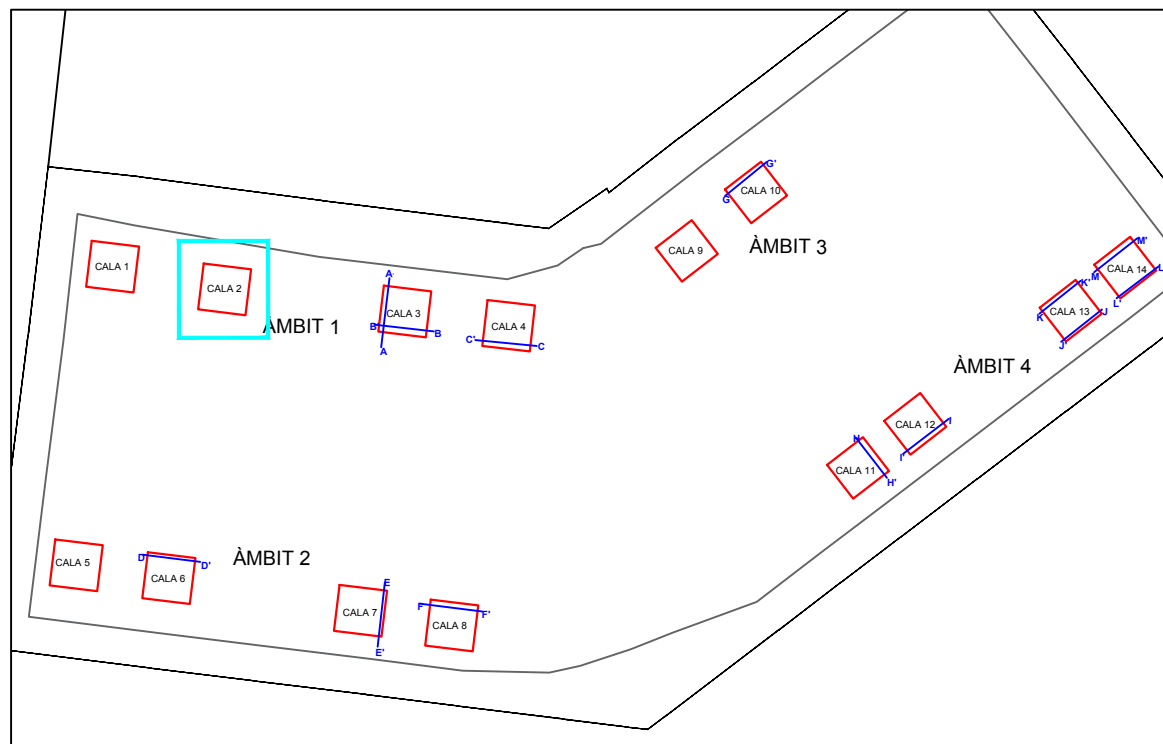 G'
G
CALA 10
CALA 9
ÀMBIT 3
CALA 1
CALA 2
ÀMBIT 1
A'
CALA 3
B
B
A
CALA 4
C'
C
M'
M
CALA 14
L
L'
K'
K
CALA 13
J
J'
ÀMBIT 4
CALA 12
I
I'
H
CALA 11
H'
CALA 5
D
D'
CALA 6
ÀMBIT 2
E
CALA 7
E'
F
F'
CALA 8